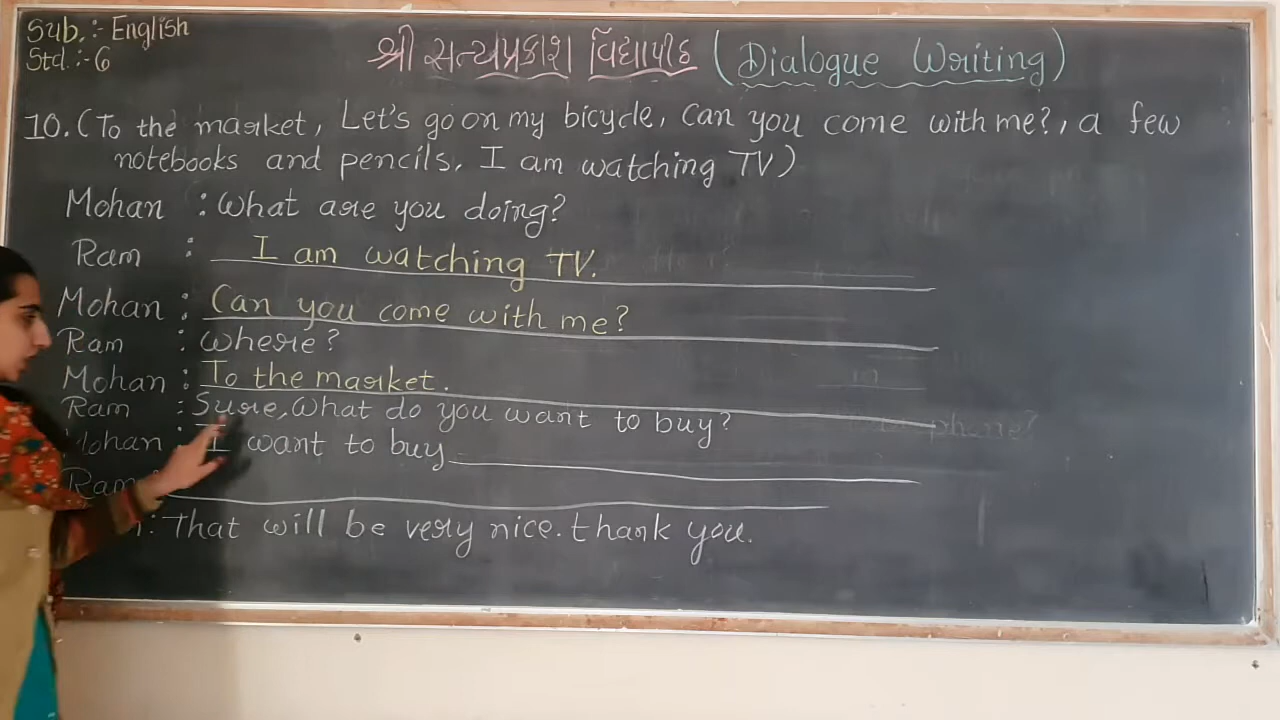 Sub. :- English
Std :- 6
શ્રી સત્યપ્રકાશ વિદ્યાપીઠ (Dialogue Writing)
10. (To the market, Let's go on my bicycle, Can you come with me?, a few
notebooks and pencils, I am watching TV)
Mohan : What are you doing?
Ram : I am watching TV.
Mohan : Can you come with me?
Ram : Where?
Mohan : To the market.
Ram : Sure, What do you want to buy?
Mohan : I want to buy
Ram
: That will be very nice. thank you.